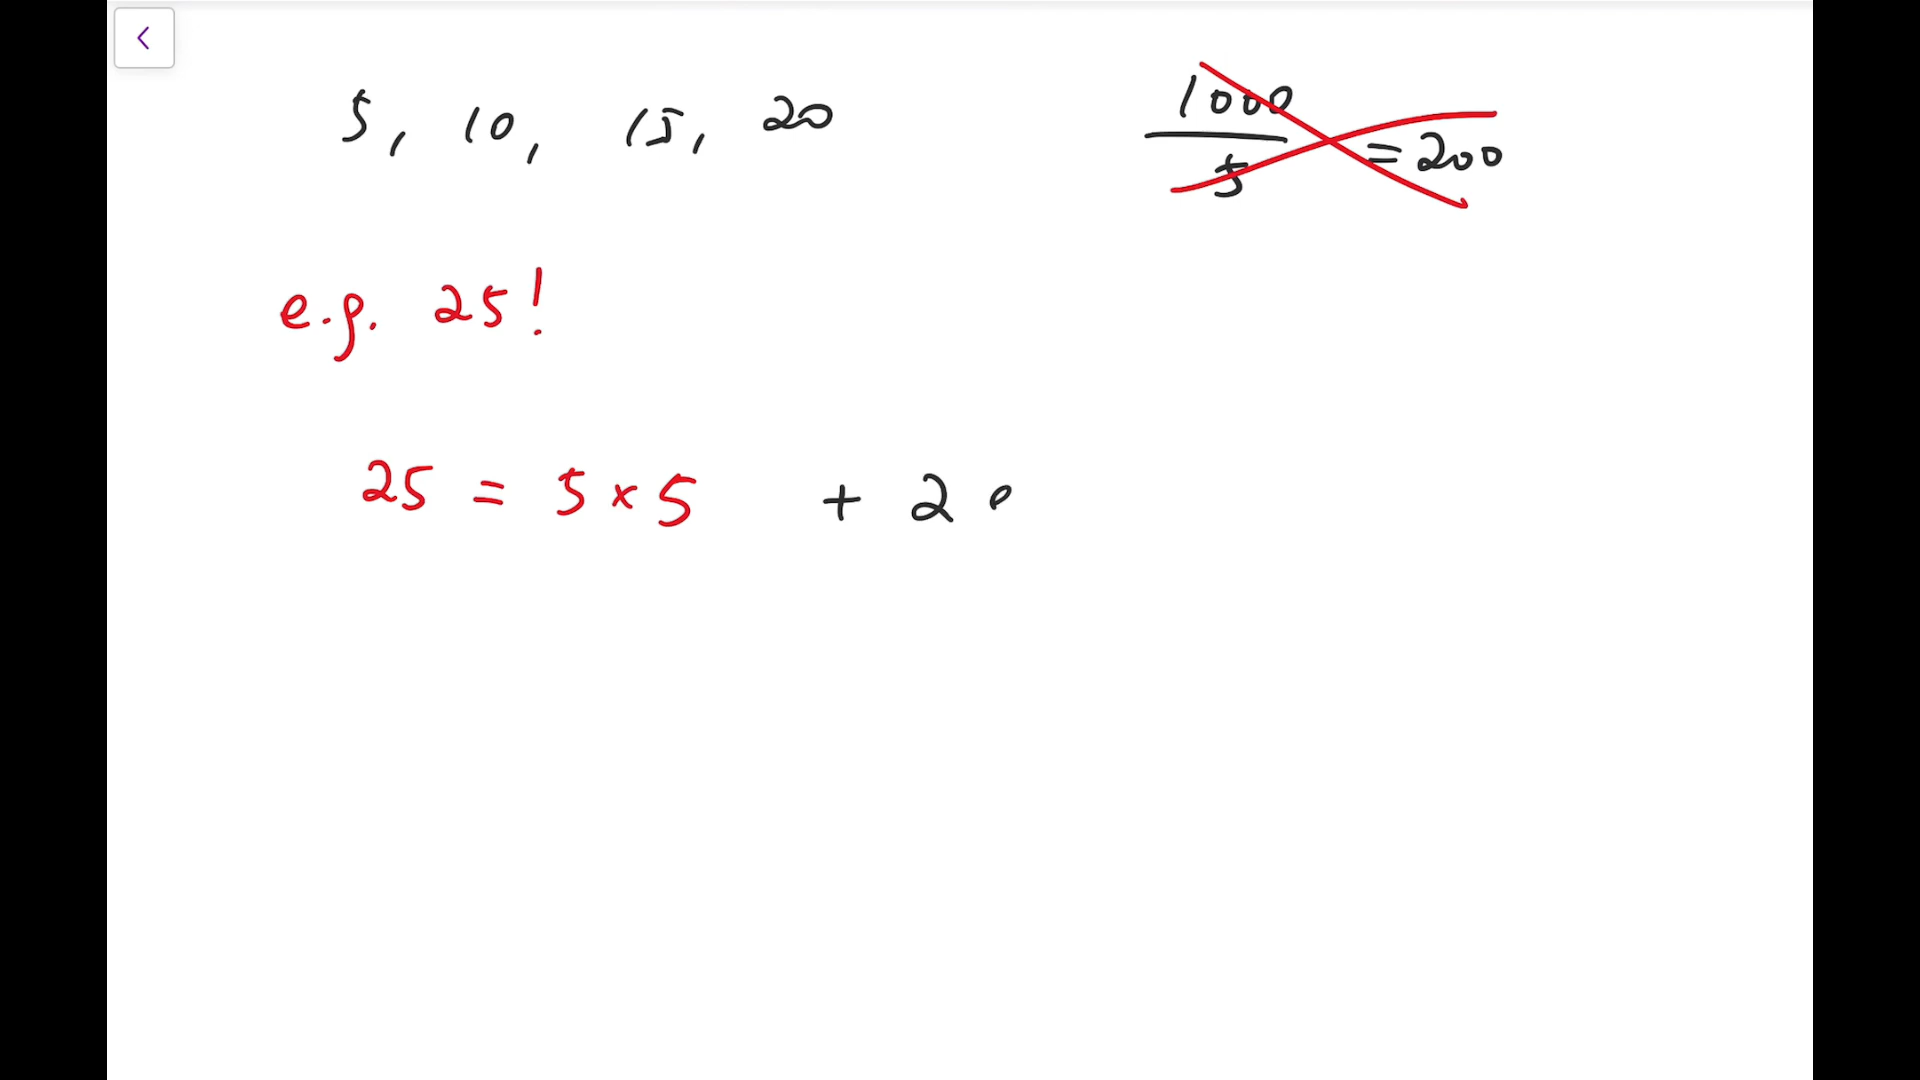 5, 10, 15, 20
1000/5 = 200
e.g. 25!
25 = 5 × 5 + 2